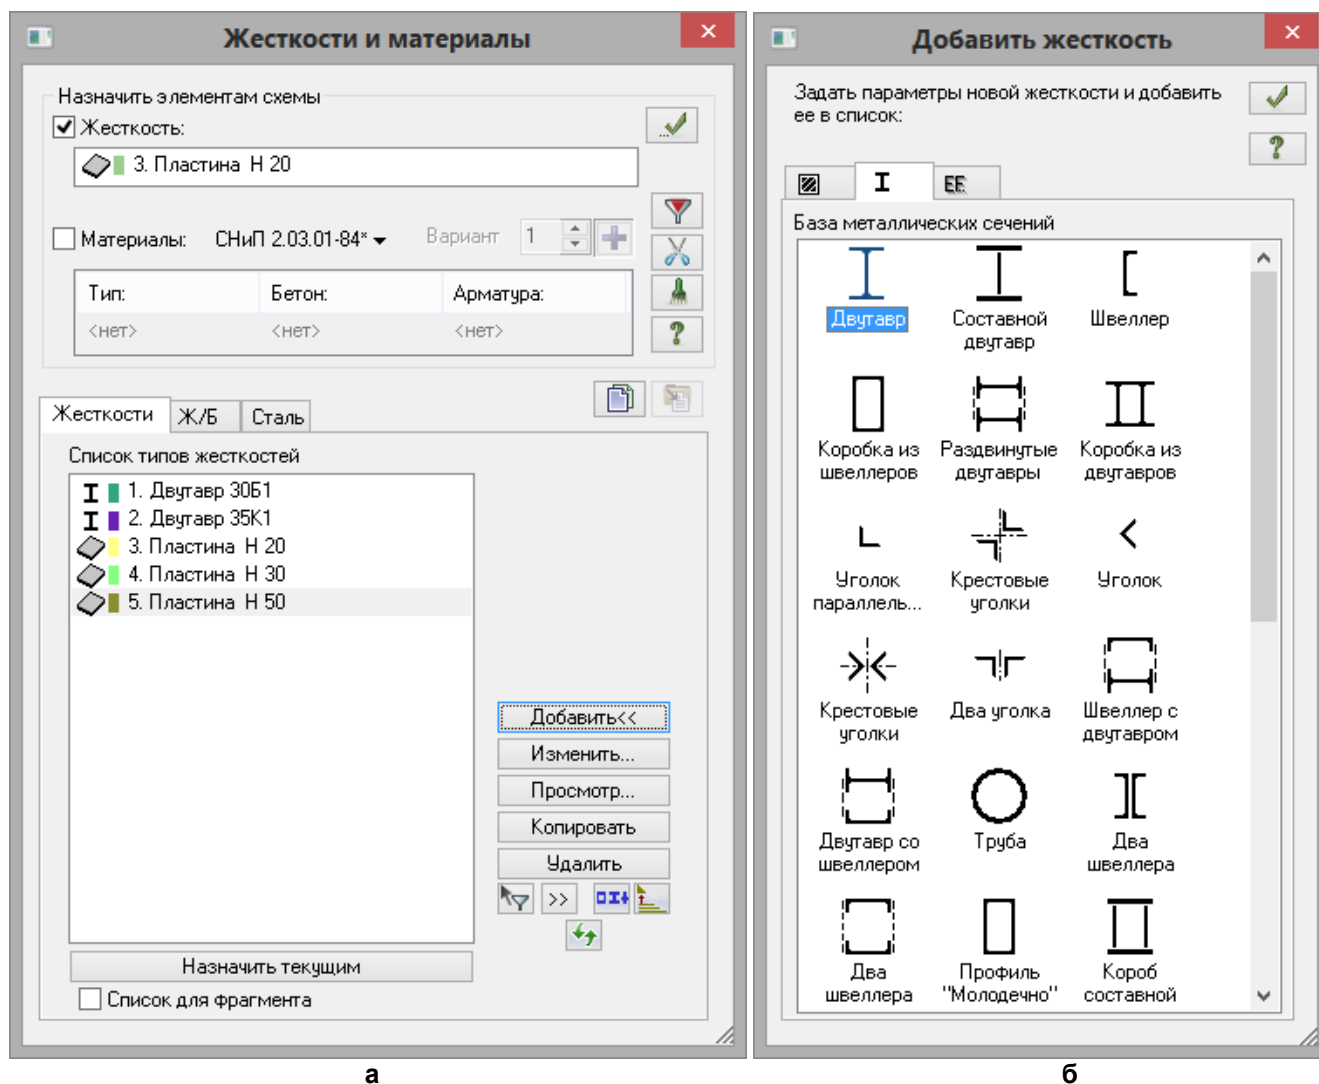 Жесткости и материалы
Назначить элементам схемы
Жесткость:
3. Пластина H 20
Материалы:
СНиП 2.03.01-84*
Вариант
1
Тип:
Бетон:
Арматура:
<нет>
<нет>
<нет>
Жесткости
Ж/Б
Сталь
Список типов жесткостей
1. Двутавр 30Б1
2. Двутавр 35К1
3. Пластина H 20
4. Пластина H 30
5. Пластина H 50
Добавить<<
Изменить...
Просмотр...
Копировать
Удалить
>>
Назначить текущим
Список для фрагмента
а
Добавить жесткость
Задать параметры новой жесткости и добавить
ее в список:
EE
База металлических сечений
Двутавр
Составной
двутавр
Швеллер
Коробка из
швеллеров
Раздвинутые
двутавры
Коробка из
двутавров
Уголок
параллель...
Крестовые
уголки
Уголок
Крестовые
уголки
Два уголка
Швеллер с
двутавром
Двутавр со
швеллером
Труба
Два
швеллера
Два
швеллера
Профиль
"Молодечно"
Короб
составной
б